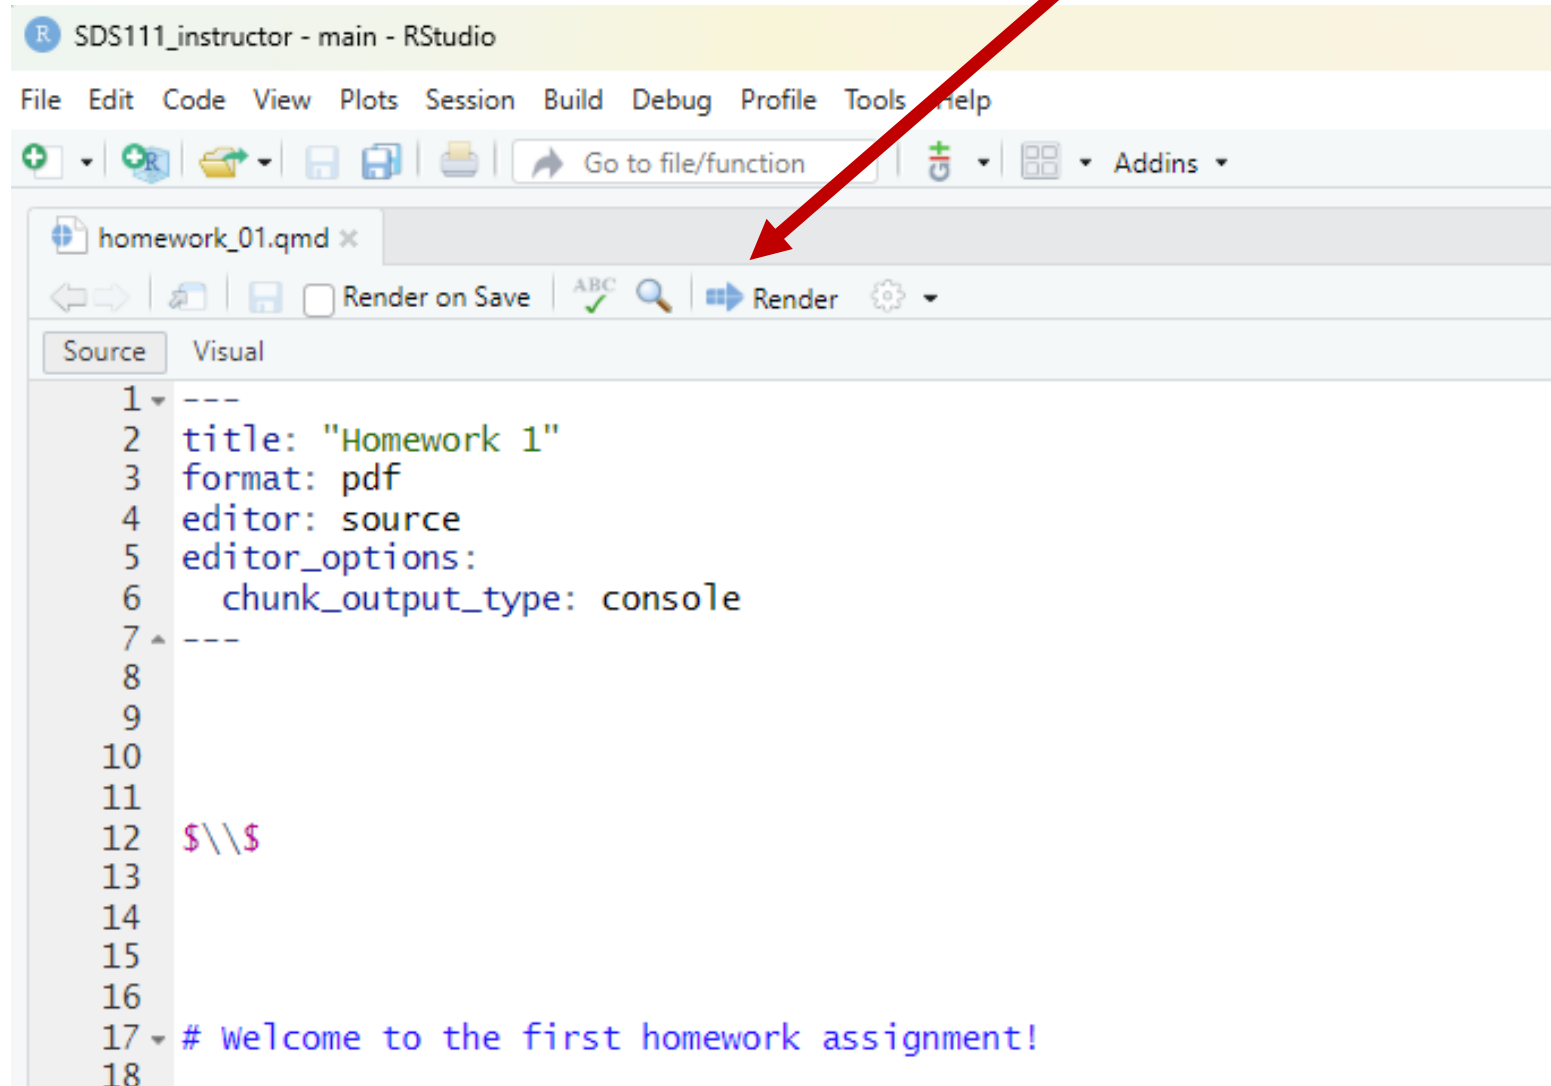 R SDS111_instructor - main - RStudio
File Edit Code View Plots Session Build Debug Profile Tools Help
Go to file/function Addins
homework_01.qmd
Render on Save ABC Render
Source Visual
1 ---
2 title: "Homework 1"
3 format: pdf
4 editor: source
5 editor_options:
6 chunk_output_type: console
7 ---
8
9
10
11
12 $\\$
13
14
15
16
17 # Welcome to the first homework assignment!
18